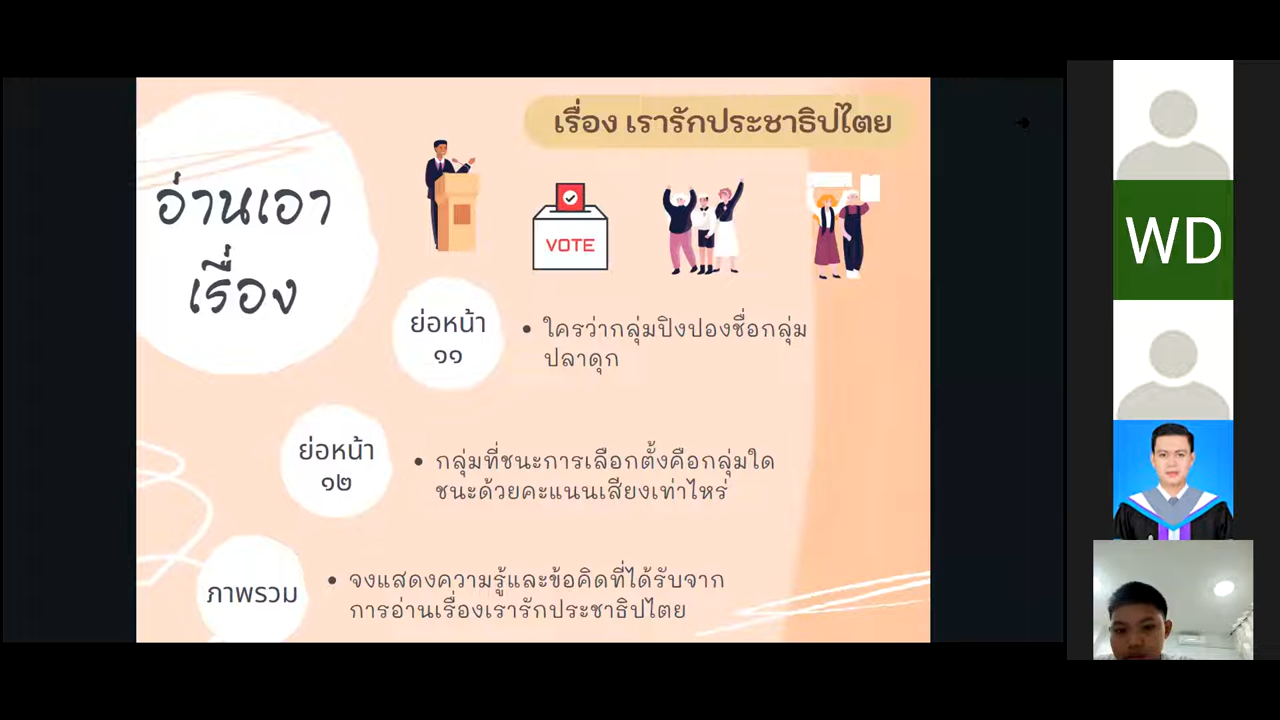 เรื่อง เรารักประชาธิปไตย
อ่านเอา
เรื่อง
VOTE
ย่อหน้า
๑๑
• ใครว่ากลุ่มปิงปองชื่อกลุ่ม
ปลาดุก
ย่อหน้า
๑๒
• กลุ่มที่ชนะการเลือกตั้งคือกลุ่มใด
ชนะด้วยคะแนนเสียงเท่าไหร่
ภาพรวม
• จงแสดงความรู้และข้อคิดที่ได้รับจาก
การอ่านเรื่องเรารักประชาธิปไตย
WD